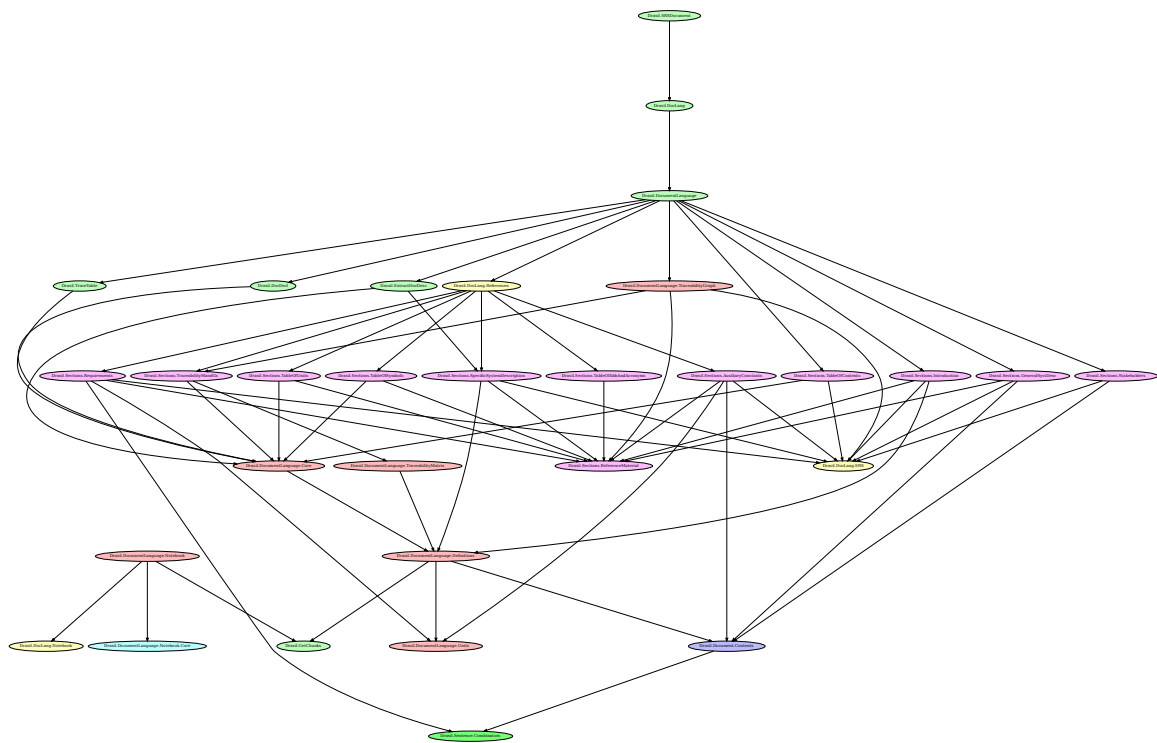 Drasil.SRSDocument
Drasil.DocLang
Drasil.DocumentLanguage
Drasil.TraceTable
Drasil.DocDecl
Drasil.ExtractDocDesc
Drasil.DocLang.References
Drasil.DocumentLanguage.TraceabilityGraph
Drasil.Sections.Requirements
Drasil.Sections.TraceabilityMandGs
Drasil.Sections.TableOfUnits
Drasil.Sections.TableOfSymbols
Drasil.Sections.SpecificSystemDescription
Drasil.Sections.TableOfAbbAndAcronyms
Drasil.Sections.AuxiliaryConstants
Drasil.Sections.TableOfContents
Drasil.Sections.Introduction
Drasil.Sections.GeneralSystDesc
Drasil.Sections.Stakeholders
Drasil.DocumentLanguage.Core
Drasil.DocumentLanguage.TraceabilityMatrix
Drasil.Sections.ReferenceMaterial
Drasil.DocLang.SRS
Drasil.DocumentLanguage.Notebook
Drasil.DocumentLanguage.Definitions
Drasil.DocLang.Notebook
Drasil.DocumentLanguage.Notebook.Core
Drasil.GetChunks
Drasil.DocumentLanguage.Units
Drasil.Document.Contents
Drasil.Sentence.Combinators